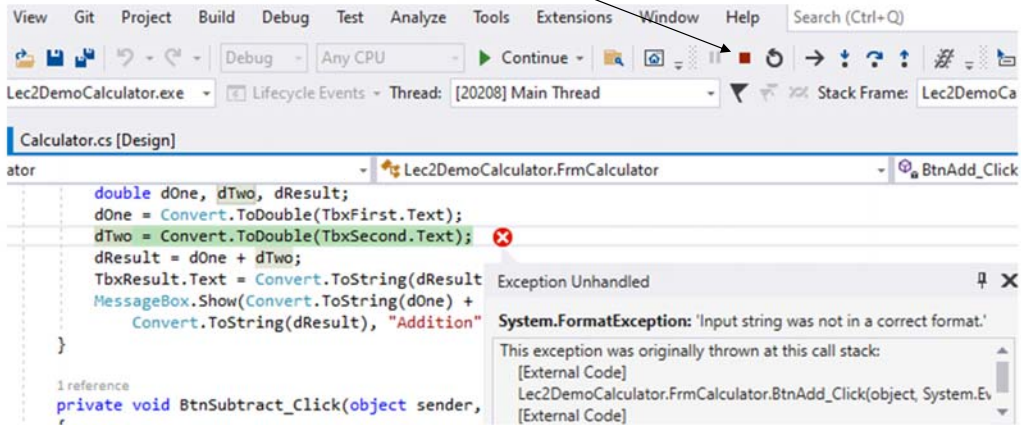 View Git Project Build Debug Test Analyze Tools Extensions Window Help Search (Ctrl+Q)
Debug Any CPU Continue
Lec2DemoCalculator.exe Lifecycle Events Thread: [20208] Main Thread Stack Frame: Lec2DemoCa
Calculator.cs [Design]
ator Lec2DemoCalculator.FrmCalculator BtnAdd_Click
double dOne, dTwo, dResult;
dOne = Convert.ToDouble(TbxFirst.Text);
dTwo = Convert.ToDouble(TbxSecond.Text);
dResult = dOne + dTwo;
TbxResult.Text = Convert.ToString(dResult
MessageBox.Show(Convert.ToString(dOne) +
Convert.ToString(dResult), "Addition"
}
1 reference
private void BtnSubtract_Click(object sender,
{
Exception Unhandled
System.FormatException: 'Input string was not in a correct format.'
This exception was originally thrown at this call stack:
[External Code]
Lec2DemoCalculator.FrmCalculator.BtnAdd_Click(object, System.Ev
[External Code]